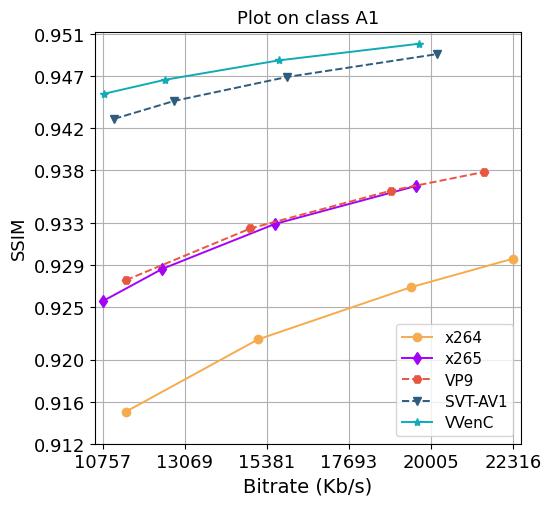 Plot on class A1
0.951
0.947
0.942
0.938
0.933
0.929
0.925
0.920
0.916
0.912
SSIM
x264
x265
VP9
SVT-AV1
VVenC
10757 13069 15381 17693 20005 22316
Bitrate (Kb/s)